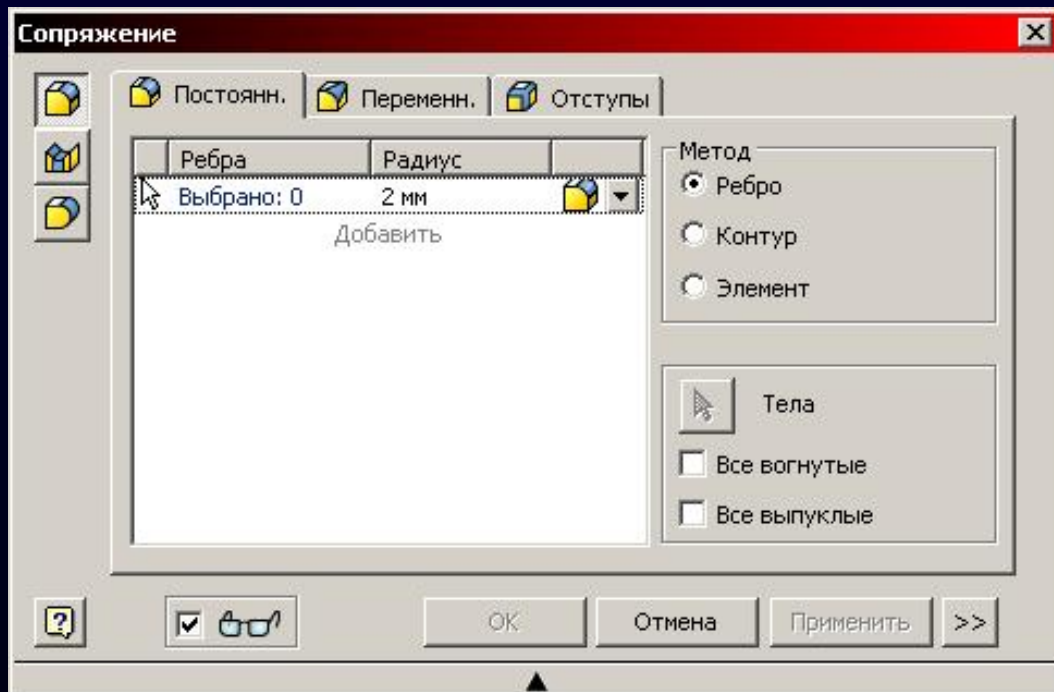 Сопряжение
Постоянн. Переменн. Отступы
Ребра Радиус
Выбрано: 0 2 мм
Добавить
Метод
Ребро
Контур
Элемент
Тела
Все вогнутые
Все выпуклые
OK Отмена Применить >>